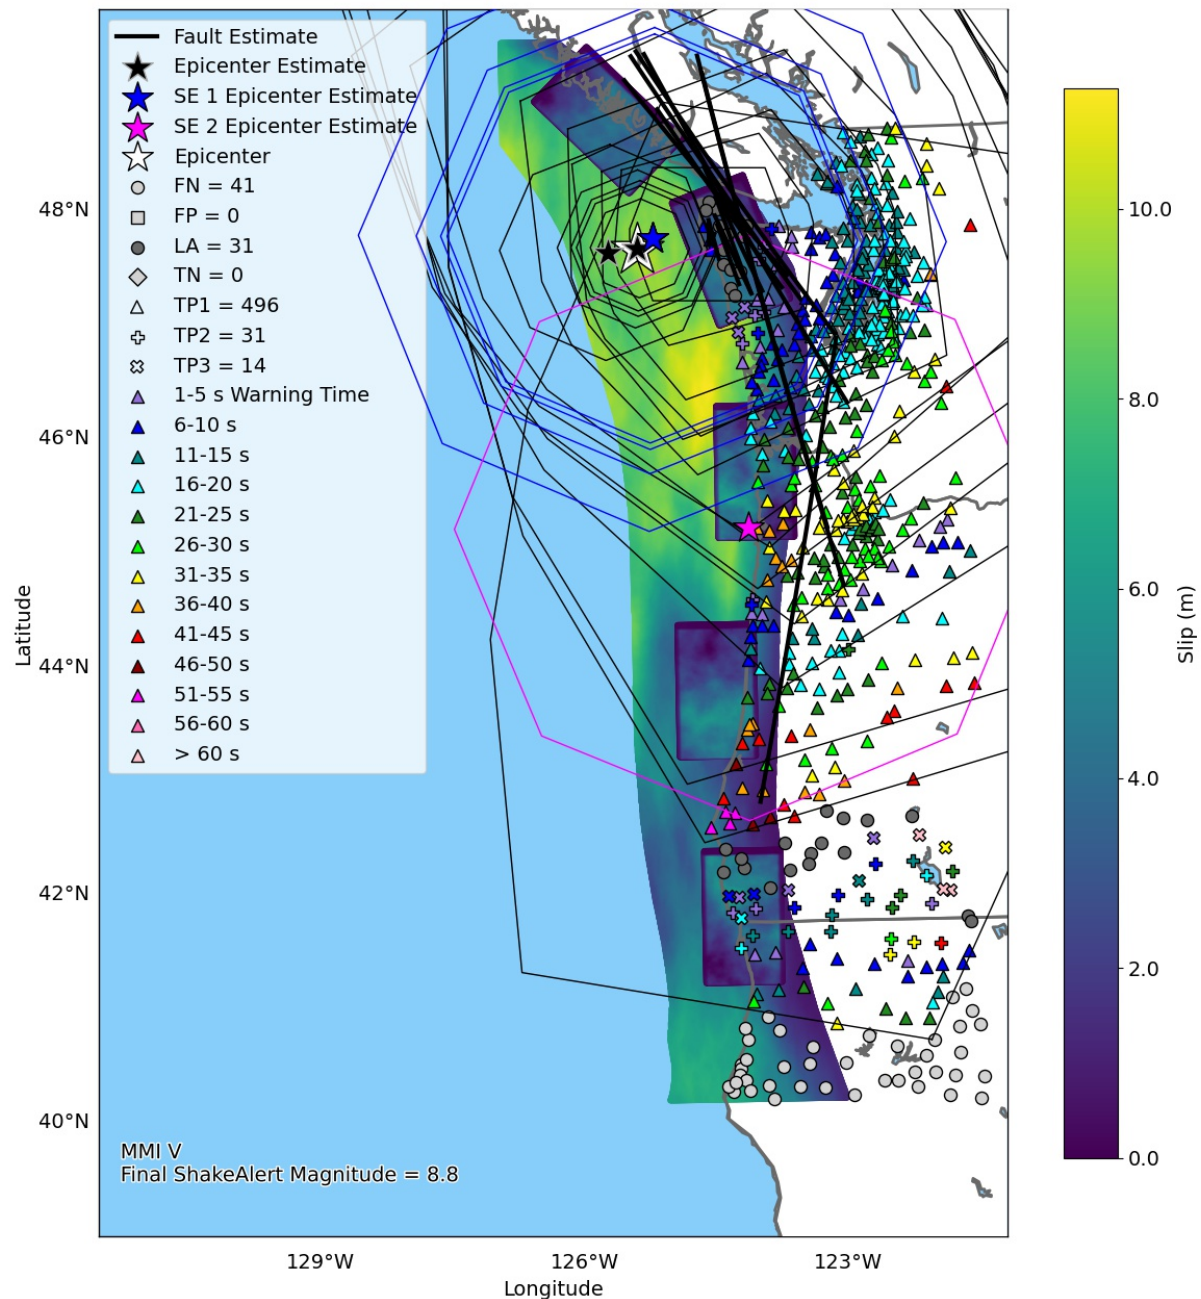 Fault Estimate
Epicenter Estimate
SE 1 Epicenter Estimate
SE 2 Epicenter Estimate
Epicenter
FN = 41
FP = 0
LA = 31
TN = 0
TP1 = 496
TP2 = 31
TP3 = 14
1-5 s Warning Time
6-10 s
11-15 s
16-20 s
21-25 s
26-30 s
31-35 s
36-40 s
41-45 s
46-50 s
51-55 s
56-60 s
> 60 s
48°N
46°N
44°N
42°N
40°N
Latitude
MMI V
Final ShakeAlert Magnitude = 8.8
129°W
126°W
123°W
Longitude
10.0
8.0
6.0
4.0
2.0
0.0
Slip (m)